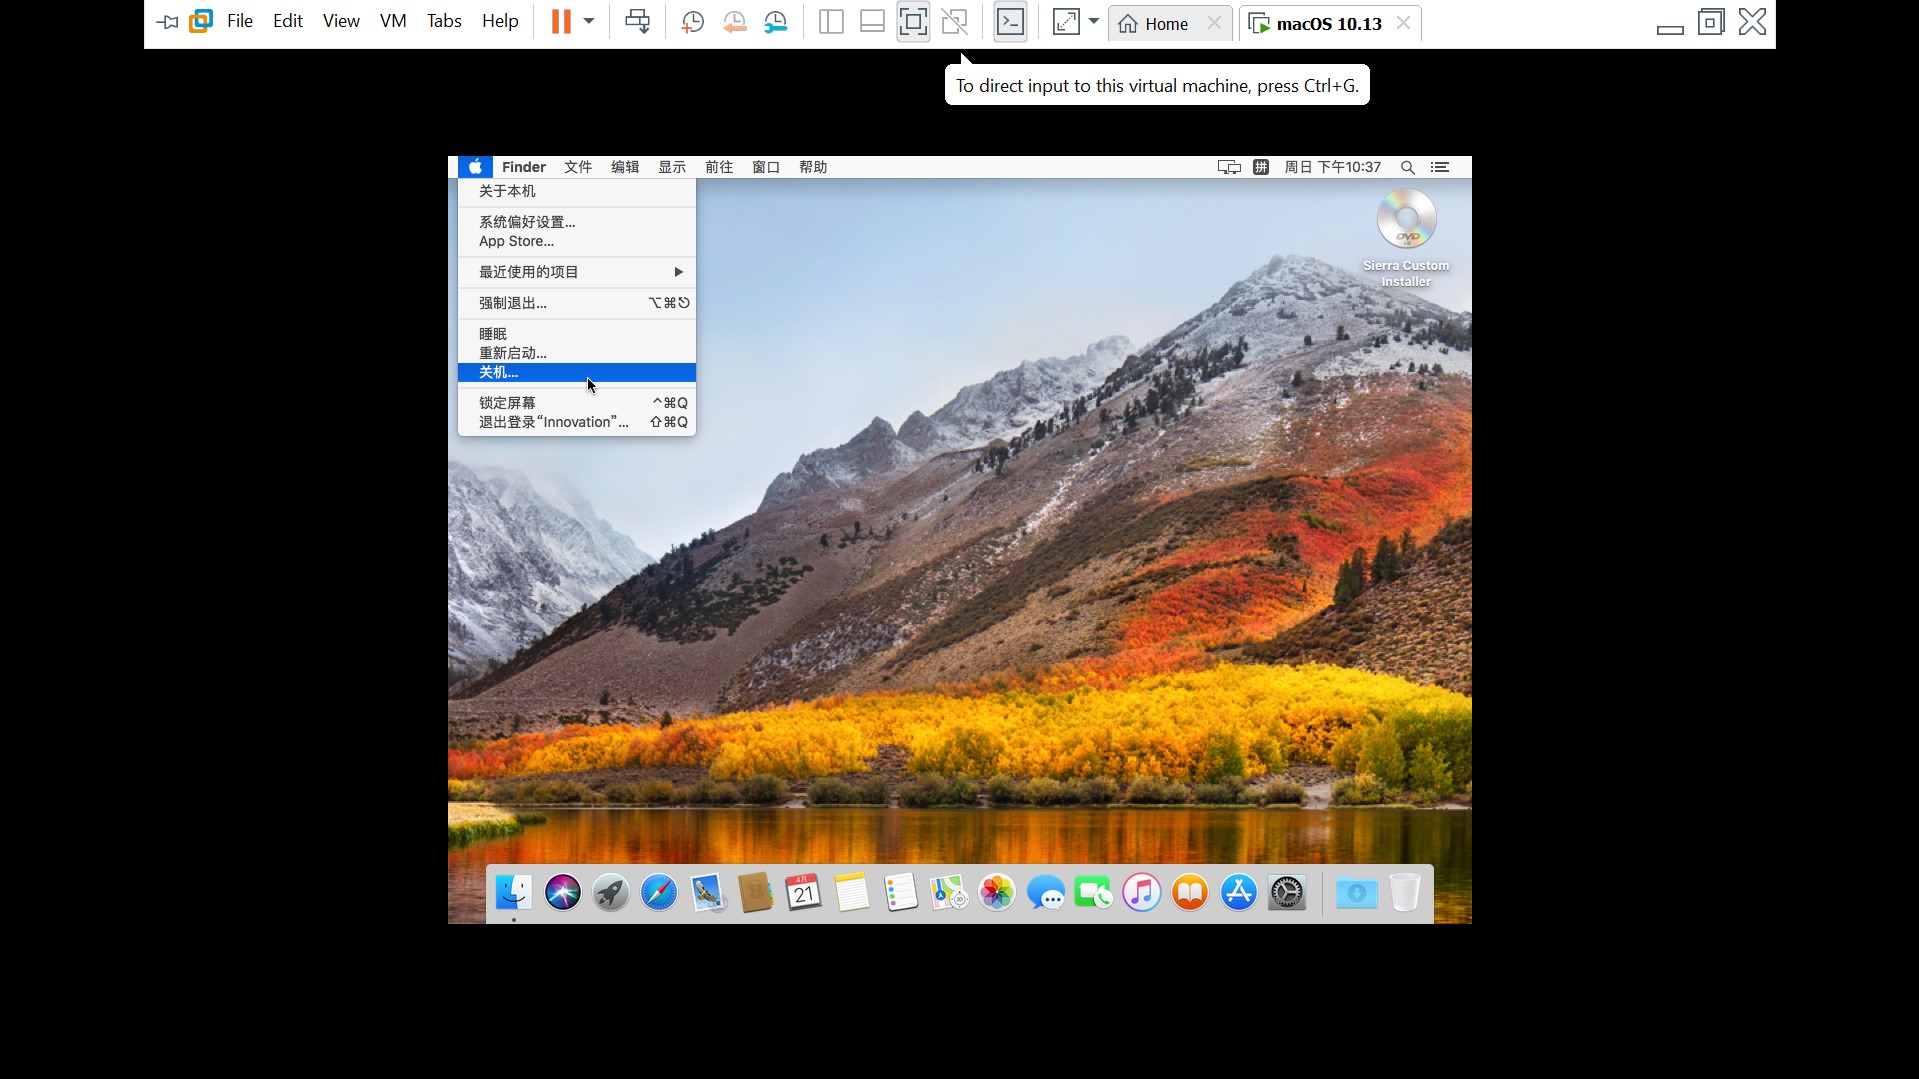 File Edit View VM Tabs Help Home macOS 10.13
To direct input to this virtual machine, press Ctrl+G.
Finder 文件 编辑 显示 前往 窗口 帮助 拼 周日 下午10:37
关于本机
系统偏好设置...
App Store...
最近使用的项目 ▶
强制退出... ⌥⌘⎋
睡眠
重新启动...
关机...
锁定屏幕 ^⌘Q
退出登录“Innovation”... ⇧⌘Q
DVD
Sierra Custom
Installer
4月
21
3D